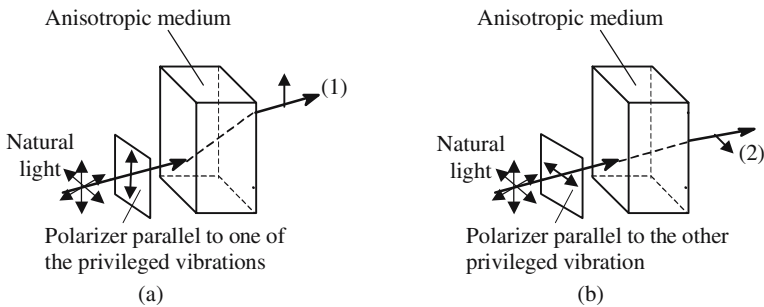 Anisotropic medium
(1)
Natural
light
Polarizer parallel to one of
the privileged vibrations
(a)
Anisotropic medium
Natural
light
(2)
Polarizer parallel to the other
privileged vibration
(b)